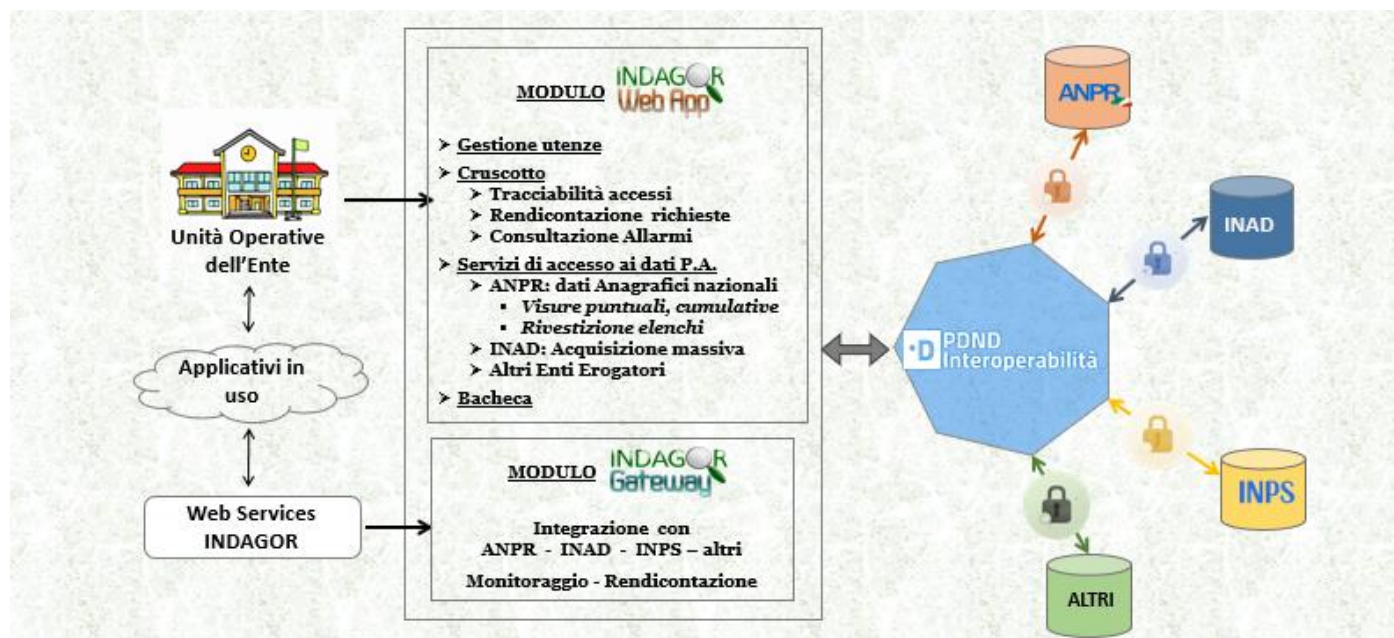 Unità Operative
dell'Ente
Applicativi in
uso
Web Services
INDAGOR
MODULO
INDAGOR
Web App
➢ Gestione utenze
➢ Cruscotto
➢ Tracciabilità accessi
➢ Rendicontazione richieste
➢ Consultazione Allarmi
➢ Servizi di accesso ai dati P.A.
➢ ANPR: dati Anagrafici nazionali
▪ Visure puntuali, cumulative
▪ Rivestizione elenchi
➢ INAD: Acquisizione massiva
➢ Altri Enti Erogatori
➢ Bacheca
MODULO
INDAGOR
Gateway
Integrazione con
ANPR - INAD - INPS – altri
Monitoraggio - Rendicontazione
·D PDND
Interoperabilità
ANPR
INAD
INPS
ALTRI